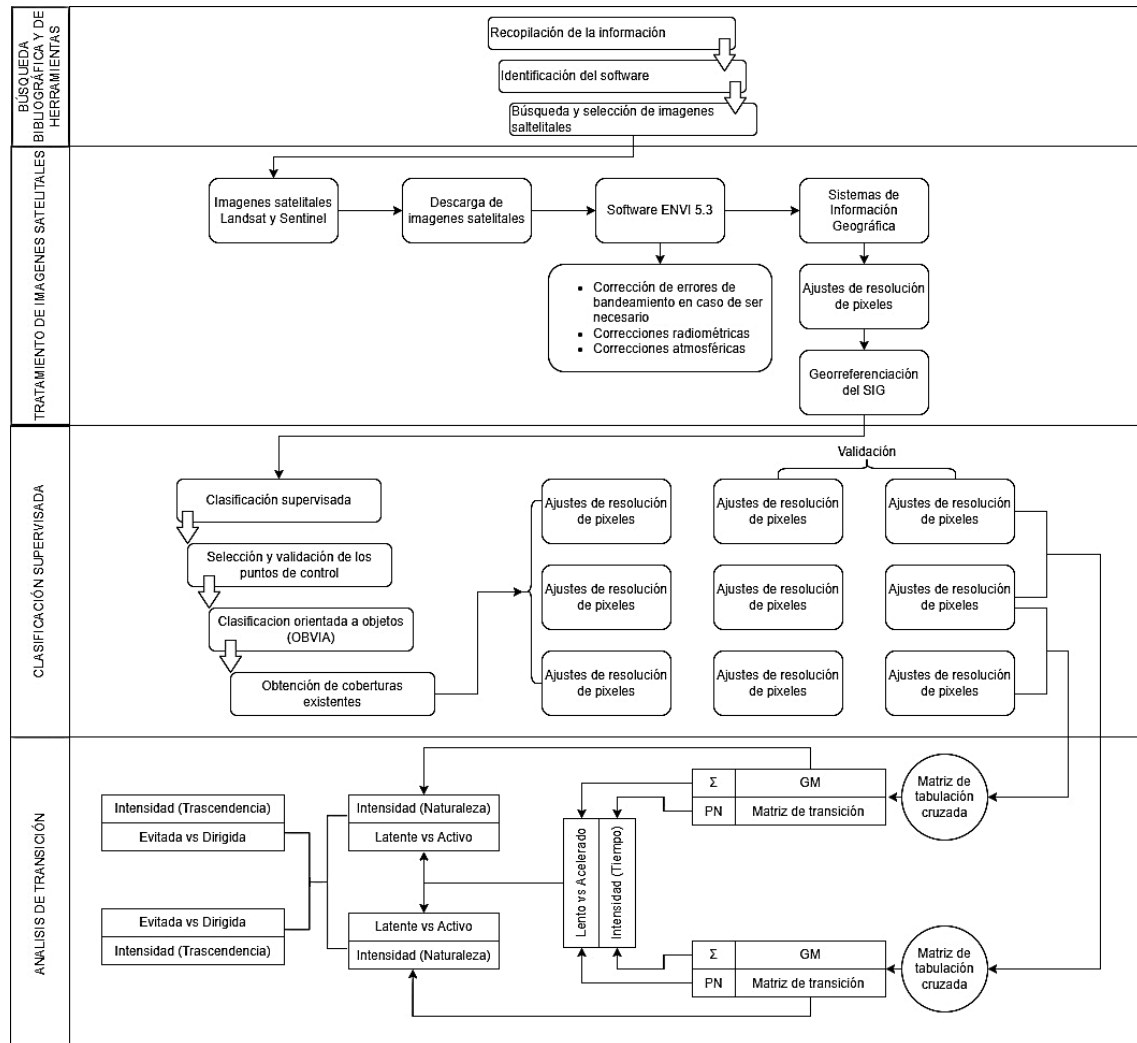 BÚSQUEDA
BIBLIOGRÁFICA Y DE
HERRAMIENTAS
Recopilación de la información
Identificación del software
Búsqueda y selección de imagenes
saltelitales
TRATAMIENTO DE IMAGENES SATELITALES
Imagenes satelitales
Landsat y Sentinel
Descarga de
imagenes satelitales
Software ENVI 5.3
Sistemas de
Información
Geográfica
• Corrección de errores de
bandeamiento en caso de ser
necesario
• Correcciones radiométricas
• Correcciones atmosféricas
Ajustes de resolución
de pixeles
Georreferenciación
del SIG
CLASIFICACIÓN SUPERVISADA
Clasificación supervisada
Selección y validación de los
puntos de control
Clasificacion orientada a objetos
(OBVIA)
Obtención de coberturas
existentes
Validación
Ajustes de resolución
de pixeles
Ajustes de resolución
de pixeles
Ajustes de resolución
de pixeles
Ajustes de resolución
de pixeles
Ajustes de resolución
de pixeles
Ajustes de resolución
de pixeles
Ajustes de resolución
de pixeles
Ajustes de resolución
de pixeles
Ajustes de resolución
de pixeles
ANALISIS DE TRANSICIÓN
Intensidad (Trascendencia)
Evitada vs Dirigida
Evitada vs Dirigida
Intensidad (Trascendencia)
Intensidad (Naturaleza)
Latente vs Activo
Latente vs Activo
Intensidad (Naturaleza)
Lento vs Acelerado
Intensidad (Tiempo)
Σ GM
PN Matriz de transición
Matriz de
tabulación
cruzada
Σ GM
PN Matriz de transición
Matriz de
tabulación
cruzada